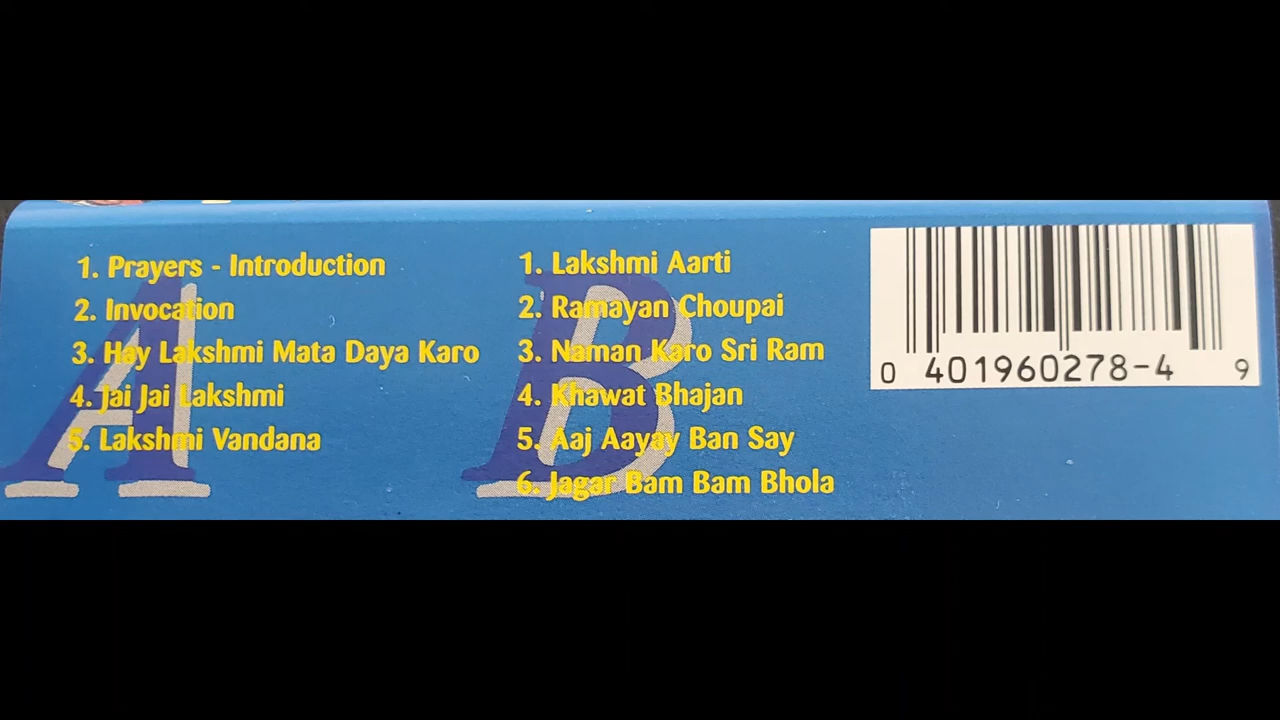 A
1. Prayers - Introduction
2. Invocation
3. Hay Lakshmi Mata Daya Karo
4. Jai Jai Lakshmi
5. Lakshmi Vandana
B
1. Lakshmi Aarti
2. Ramayan Choupai
3. Naman Karo Sri Ram
4. Khawat Bhajan
5. Aaj Aayay Ban Say
6. Jagar Bam Bam Bhola
0 401960278-4 9